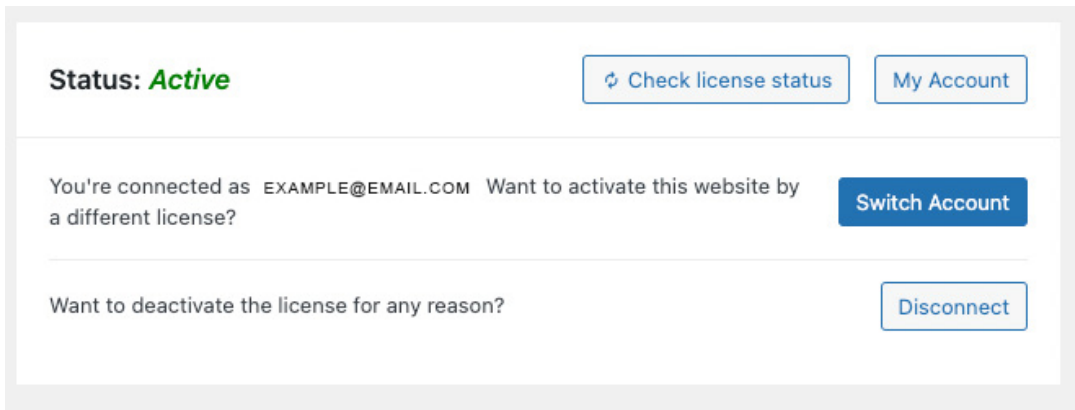 Status: Active
Check license status
My Account
You're connected as EXAMPLE@EMAIL.COM Want to activate this website by
a different license?
Switch Account
Want to deactivate the license for any reason?
Disconnect